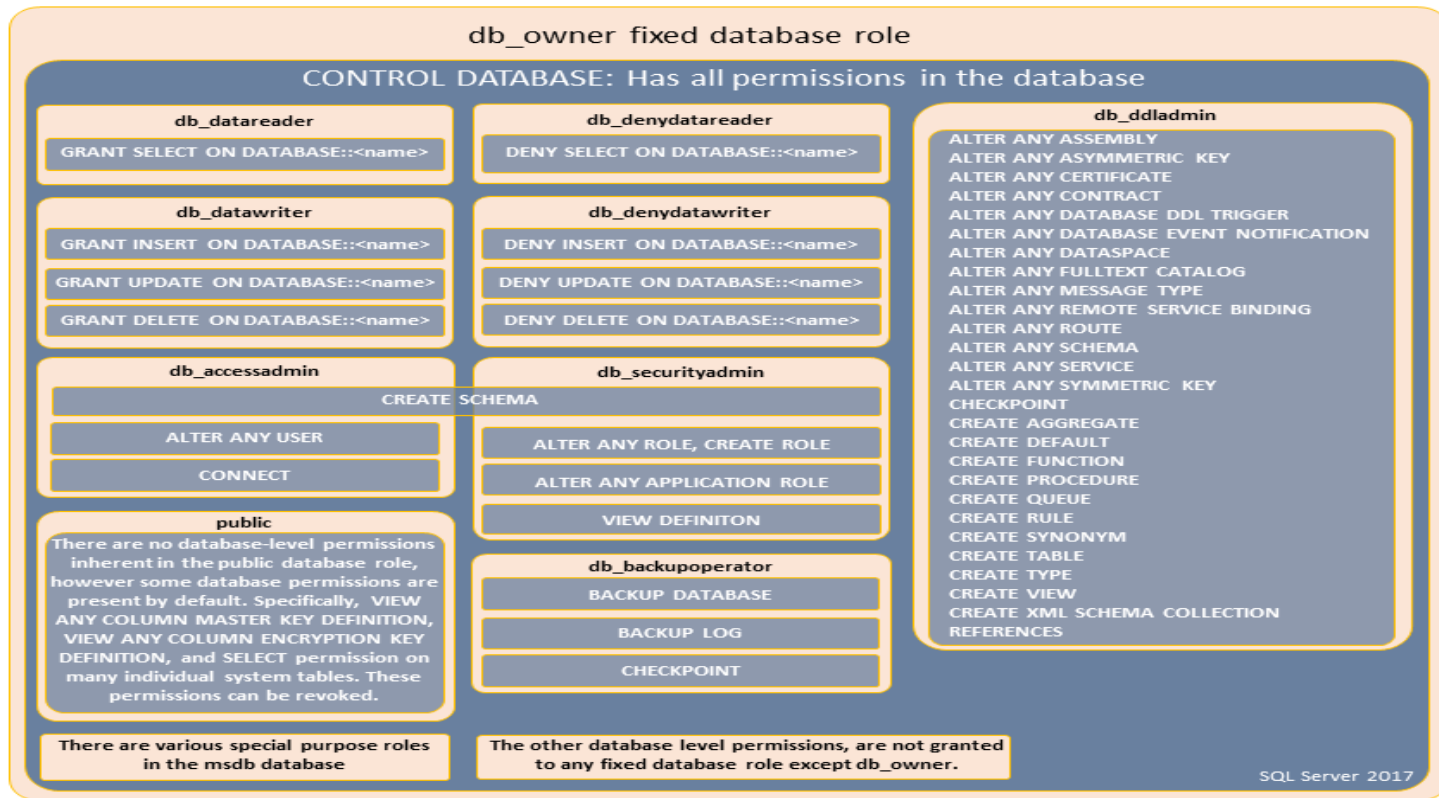 db_owner fixed database role
CONTROL DATABASE: Has all permissions in the database
db_datareader
GRANT SELECT ON DATABASE::<name>
db_denydatareader
DENY SELECT ON DATABASE::<name>
db_datawriter
GRANT INSERT ON DATABASE::<name>
GRANT UPDATE ON DATABASE::<name>
GRANT DELETE ON DATABASE::<name>
db_denydatawriter
DENY INSERT ON DATABASE::<name>
DENY UPDATE ON DATABASE::<name>
DENY DELETE ON DATABASE::<name>
db_accessadmin
db_securityadmin
CREATE SCHEMA
ALTER ANY USER
CONNECT
ALTER ANY ROLE, CREATE ROLE
ALTER ANY APPLICATION ROLE
VIEW DEFINITON
public
There are no database-level permissions
inherent in the public database role,
however some database permissions are
present by default. Specifically, VIEW
ANY COLUMN MASTER KEY DEFINITION,
VIEW ANY COLUMN ENCRYPTION KEY
DEFINITION, and SELECT permission on
many individual system tables. These
permissions can be revoked.
db_backupoperator
BACKUP DATABASE
BACKUP LOG
CHECKPOINT
db_ddladmin
ALTER ANY ASSEMBLY
ALTER ANY ASYMMETRIC KEY
ALTER ANY CERTIFICATE
ALTER ANY CONTRACT
ALTER ANY DATABASE DDL TRIGGER
ALTER ANY DATABASE EVENT NOTIFICATION
ALTER ANY DATASPACE
ALTER ANY FULLTEXT CATALOG
ALTER ANY MESSAGE TYPE
ALTER ANY REMOTE SERVICE BINDING
ALTER ANY ROUTE
ALTER ANY SCHEMA
ALTER ANY SERVICE
ALTER ANY SYMMETRIC KEY
CHECKPOINT
CREATE AGGREGATE
CREATE DEFAULT
CREATE FUNCTION
CREATE PROCEDURE
CREATE QUEUE
CREATE RULE
CREATE SYNONYM
CREATE TABLE
CREATE TYPE
CREATE VIEW
CREATE XML SCHEMA COLLECTION
REFERENCES
There are various special purpose roles
in the msdb database
The other database level permissions, are not granted
to any fixed database role except db_owner.
SQL Server 2017